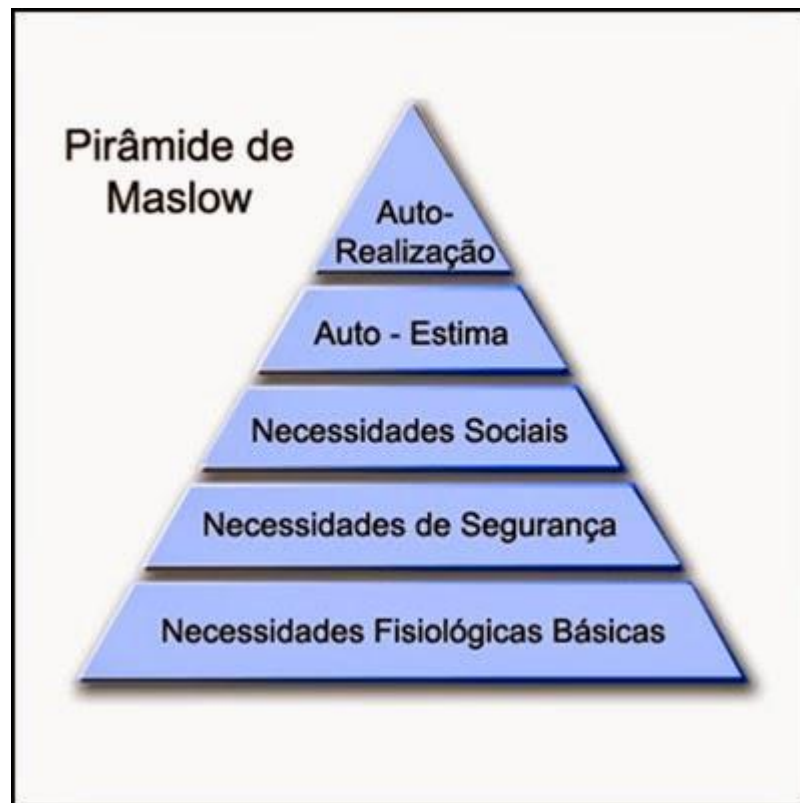 Pirâmide de
Maslow
Auto-
Realização
Auto - Estima
Necessidades Sociais
Necessidades de Segurança
Necessidades Fisiológicas Básicas